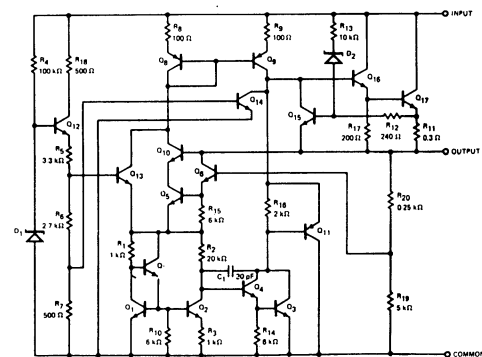 INPUT
R4
100 kΩ
R18
500 Ω
R8
100 Ω
R9
100 Ω
R13
10 kΩ
D2
Q8
Q9
Q16
Q17
Q14
Q12
Q15
R17
200 Ω
R12
240 Ω
R11
0.3 Ω
OUTPUT
R5
3.3 kΩ
Q10
Q13
Q6
Q5
R20
0.25 kΩ
R6
2.7 kΩ
R15
6 kΩ
R16
2 kΩ
Q11
D1
R1
1 kΩ
R2
20 kΩ
C1
20 pF
Q4
Q3
Q1
Q2
R19
5 kΩ
R7
500 Ω
R10
6 kΩ
R3
1 kΩ
R14
6 kΩ
COMMON